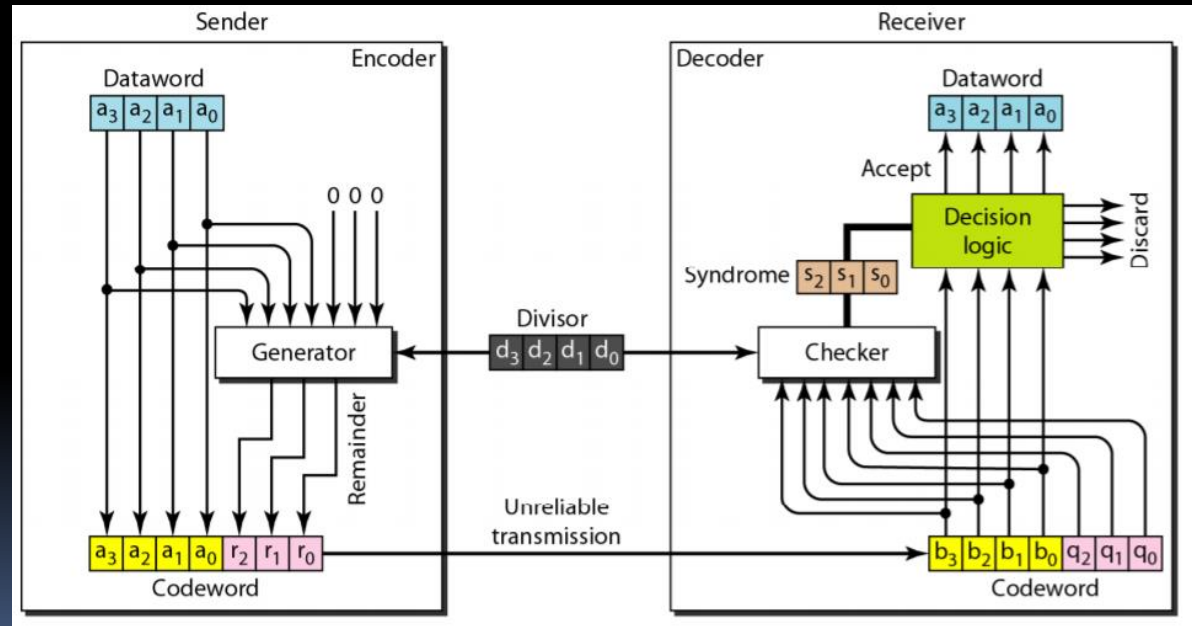 Sender
Encoder
Dataword
a₃ a₂ a₁ a₀
0 0 0
Generator
Remainder
a₃ a₂ a₁ a₀ r₂ r₁ r₀
Codeword
Divisor
d₃ d₂ d₁ d₀
Unreliable
transmission
Receiver
Decoder
Dataword
a₃ a₂ a₁ a₀
Accept
Decision
logic
Discard
Syndrome
s₂ s₁ s₀
Checker
b₃ b₂ b₁ b₀ q₂ q₁ q₀
Codeword